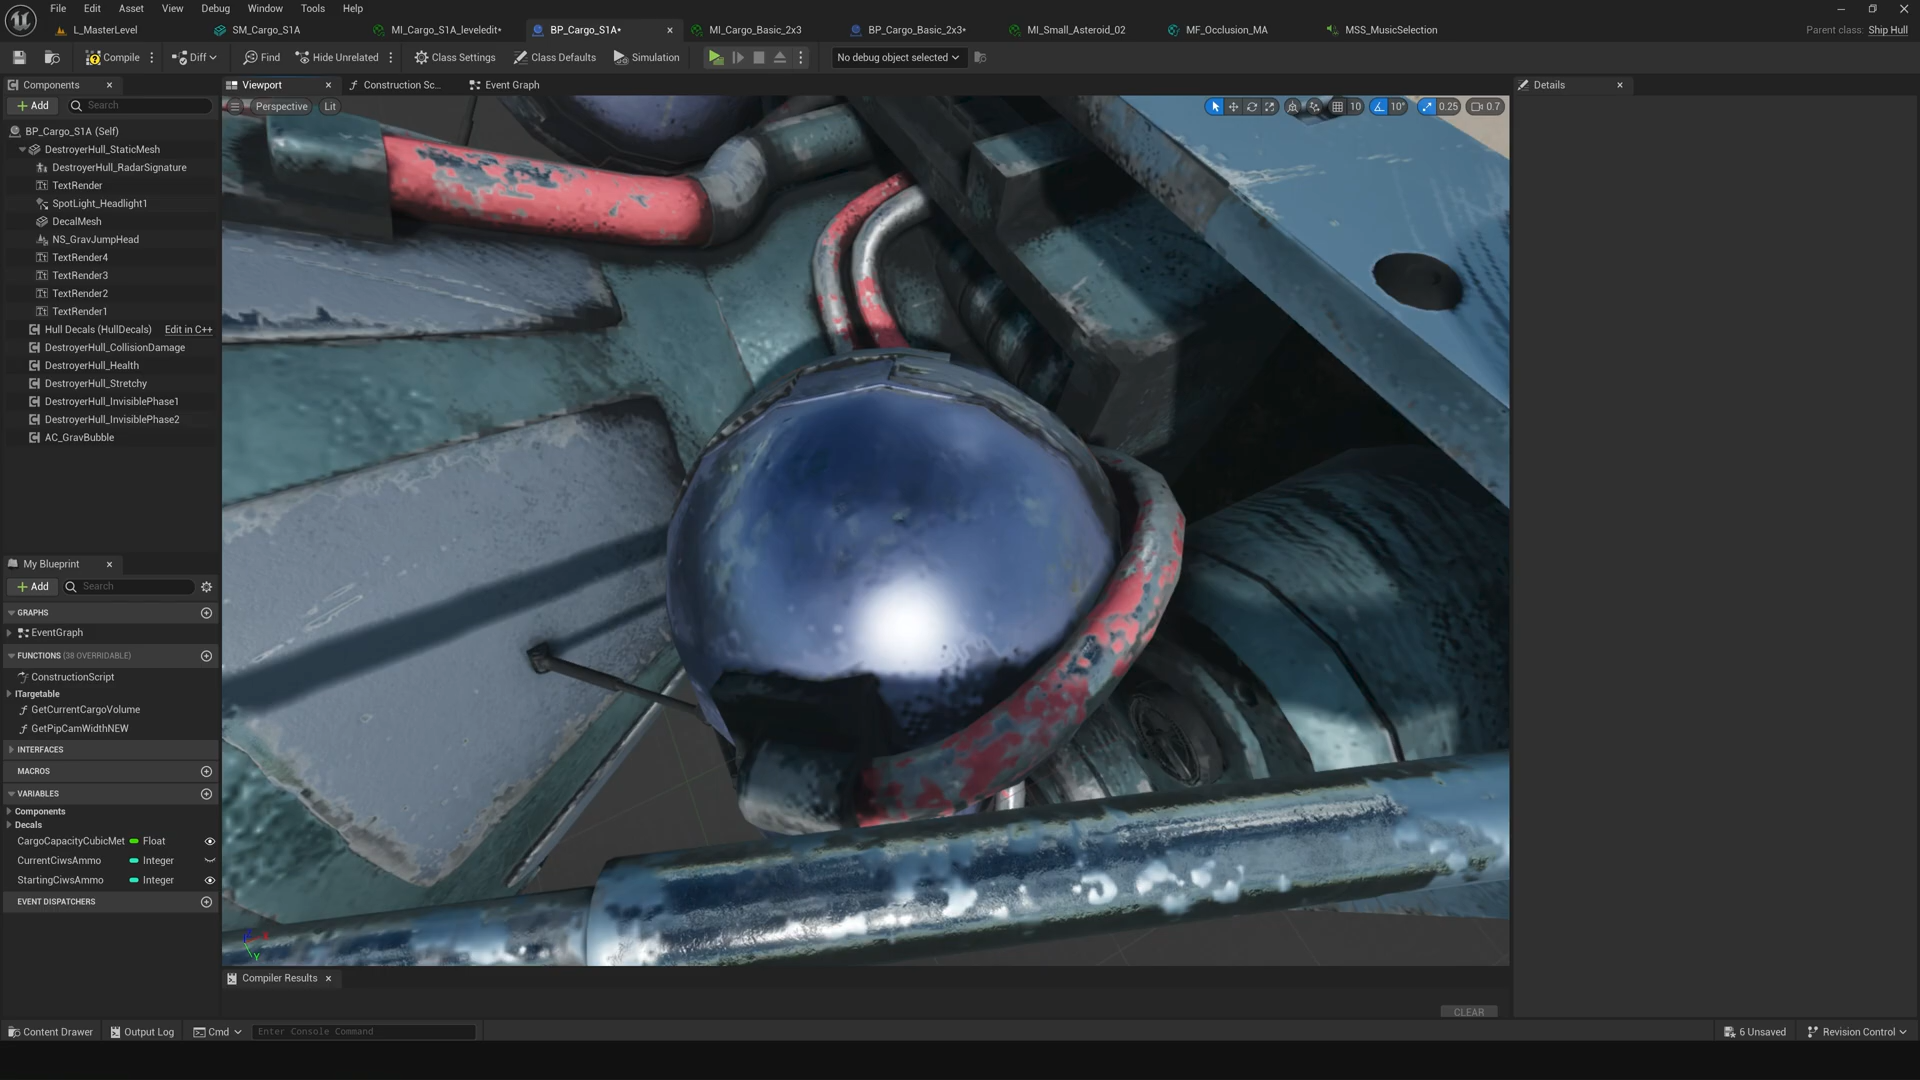 File Edit Asset View Debug Window Tools Help
L_MasterLevel SM_Cargo_S1A MI_Cargo_S1A_leveledit* BP_Cargo_S1A* MI_Cargo_Basic_2x3 BP_Cargo_Basic_2x3* MI_Small_Asteroid_02 MF_Occlusion_MA MSS_MusicSelection Parent class: Ship Hull
Compile Diff Find Hide Unrelated Class Settings Class Defaults Simulation No debug object selected
Components Viewport Construction Sc... Event Graph Details
Add Search Perspective Lit 10 10° 0.25 0.7
BP_Cargo_S1A (Self)
DestroyerHull_StaticMesh
DestroyerHull_RadarSignature
TextRender
SpotLight_Headlight1
DecalMesh
NS_GravJumpHead
TextRender4
TextRender3
TextRender2
TextRender1
Hull Decals (HullDecals) Edit in C++
DestroyerHull_CollisionDamage
DestroyerHull_Health
DestroyerHull_Stretchy
DestroyerHull_InvisiblePhase1
DestroyerHull_InvisiblePhase2
AC_GravBubble
My Blueprint
Add Search
GRAPHS
EventGraph
FUNCTIONS (38 OVERRIDABLE)
ConstructionScript
ITargetable
GetCurrentCargoVolume
GetPipCamWidthNEW
INTERFACES
MACROS
VARIABLES
Components
Decals
CargoCapacityCubicMet Float
CurrentCiwsAmmo Integer
StartingCiwsAmmo Integer
EVENT DISPATCHERS
Y
Compiler Results
CLEAR
Content Drawer Output Log Cmd Enter Console Command 6 Unsaved Revision Control